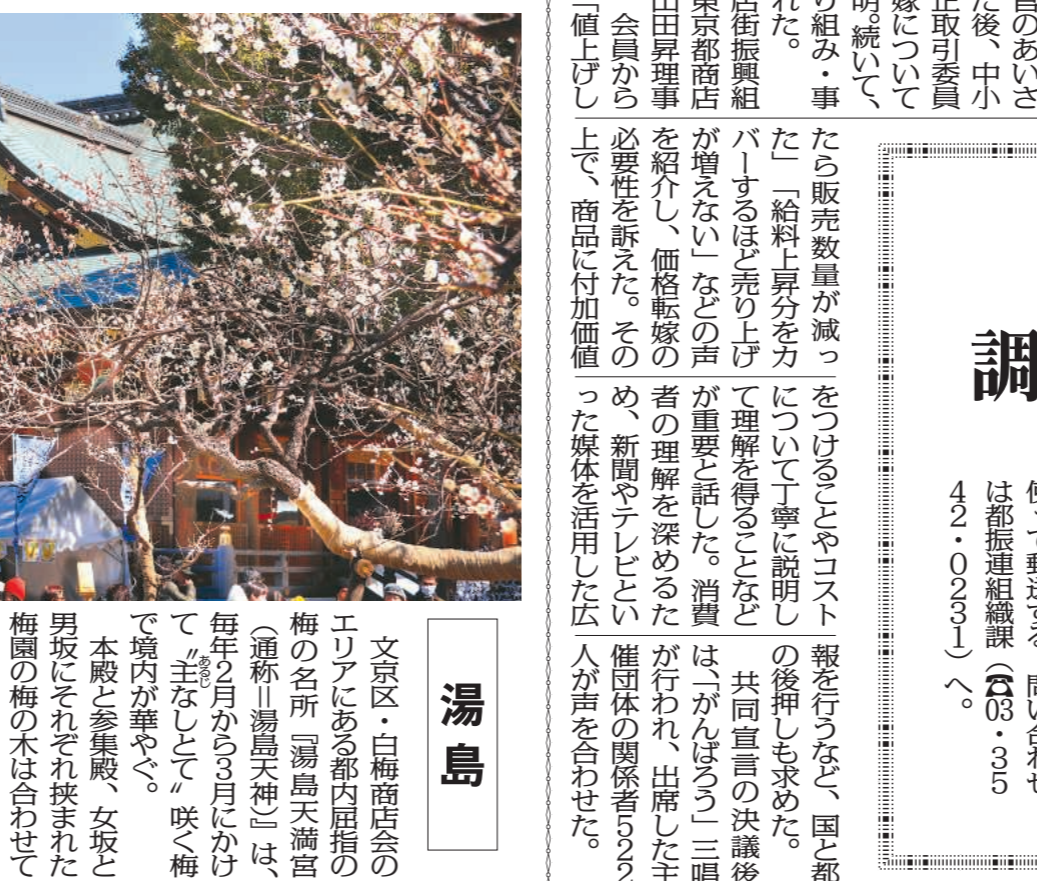 調
は都振連組織課（☎03・35
42・0231）へ。
のあいさ
た後、中小
正取引委員
嫁について
明。続いて、
り組み・事
れた。
店街振興組
東京都商店
山田昇理事
会員から
「値上げし
たら販売数量が減っ
た」「給料上昇分をカ
バーするほど売り上げ
が増えない」などの声
を紹介し、価格転嫁の
必要性を訴えた。その
上で、商品に付加価値
をつけることやコスト
について丁寧に説明し
て理解を得ることなど
が重要と話した。消費
者の理解を深めるた
め、新聞やテレビとい
った媒体を活用した広
報を行うなど、国と都
の後押しも求めた。
共同宣言の決議後
は、「がんばろう」三唱
が行われ、出席した主
催団体の関係者522
人が声を合わせた。
湯島
文京区・白梅商店会の
エリアにある都内屈指の
梅の名所『湯島天満宮
（通称＝湯島天神）』は、
毎年2月から3月にかけ
て〝主なしとて〟咲く梅
あるじ
で境内が華やぐ。
本殿と参集殿、女坂と
男坂にそれぞれ挟まれた
梅園の梅の木は合わせて